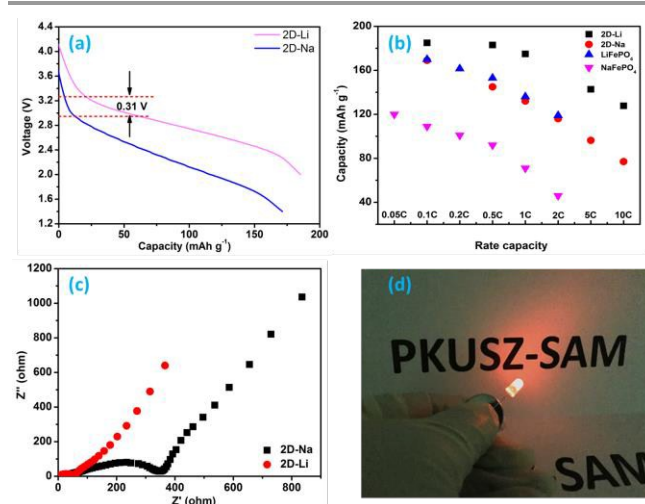 (a)
2D-Li
2D-Na
0.31 V
Voltage (V)
4.4
4.0
3.6
3.2
2.8
2.4
2.0
1.6
1.2
0 50 100 150 200
Capacity (mAh g⁻¹)
(b)
2D-Li
2D-Na
LiFePO₄
NaFePO₄
Capacity (mAh g⁻¹)
200
160
120
80
40
0.05C 0.1C 0.2C 0.5C 1C 2C 5C 10C
Rate capacity
(c)
2D-Na
2D-Li
Z'' (ohm)
1200
1000
800
600
400
200
0
0 200 400 600 800
Z' (ohm)
(d)
PKUSZ-SAM
SAM